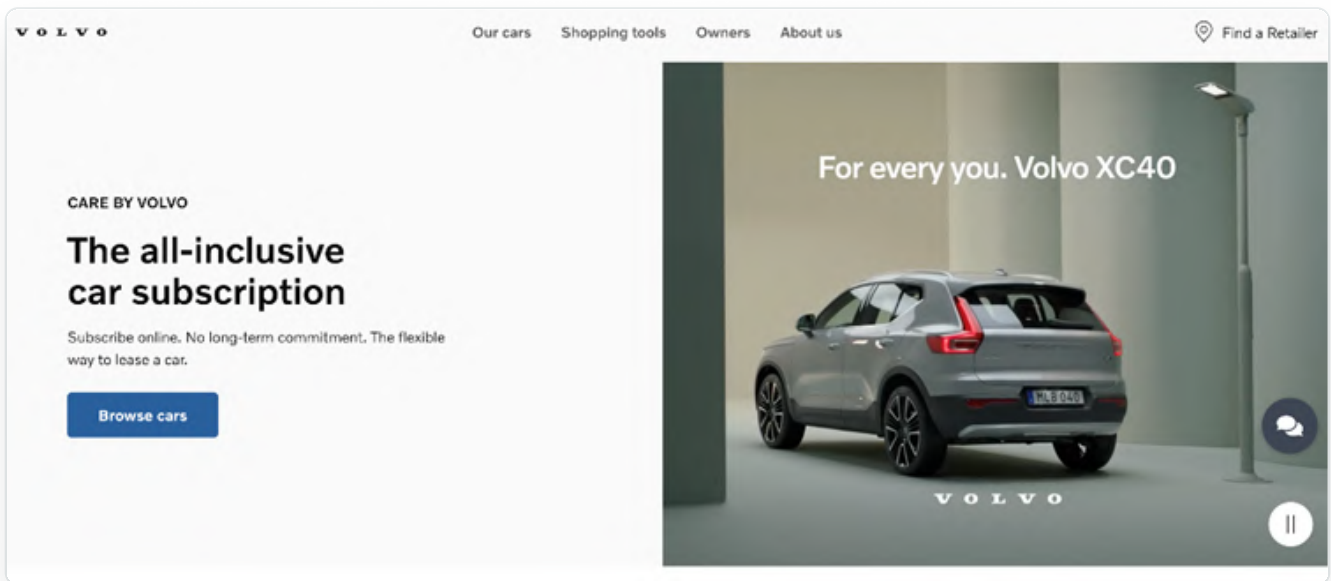 VOLVO
Our cars
Shopping tools
Owners
About us
Find a Retailer
CARE BY VOLVO
The all-inclusive
car subscription
Subscribe online. No long-term commitment. The flexible
way to lease a car.
Browse cars
For every you. Volvo XC40
MLB 040
VOLVO